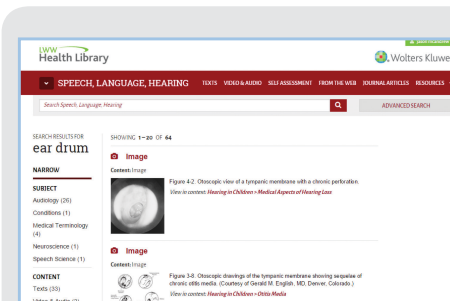 LWW
Health Library
Wolters Kluwe
SPEECH, LANGUAGE, HEARING
TEXTS VIDEO & AUDIO SELF ASSESSMENT FROM THE WEB JOURNAL ARTICLES RESOURCES
Search Speech, Language, Hearing
ADVANCED SEARCH
SEARCH RESULTS FOR
ear drum
SHOWING 1-20 OF 64
NARROW
SUBJECT
Audiology (26)
Conditions (1)
Medical Terminology
(4)
Neuroscience (1)
Speech Science (1)
CONTENT
Texts (33)
Image
Content: Image
Figure 4-2. Otoscopic view of a tympanic membrane with a chronic perforation.
View in context: Hearing in Children > Medical Aspects of Hearing Loss
Image
Content: Image
Figure 3-8. Otoscopic drawings of the tympanic membrane showing sequelae of
chronic otitis media. (Courtesy of Gerald M. English, MD, Denver, Colorado.)
View in context: Hearing in Children > Otitis Media